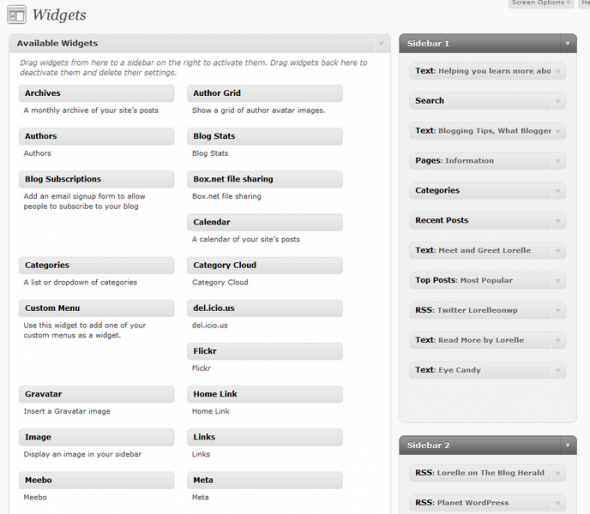 Screen Options
He
Widgets
Available Widgets
Drag widgets from here to a sidebar on the right to activate them. Drag widgets back here to
deactivate them and delete their settings.
Archives
A monthly archive of your site's posts
Author Grid
Show a grid of author avatar images.
Authors
Authors
Blog Stats
Blog Stats
Blog Subscriptions
Add an email signup form to allow
people to subscribe to your blog
Box.net file sharing
Box.net file sharing
Calendar
A calendar of your site's posts
Categories
A list or dropdown of categories
Category Cloud
Category Cloud
Custom Menu
Use this widget to add one of your
custom menus as a widget.
del.icio.us
del.icio.us
Flickr
Flickr
Gravatar
Insert a Gravatar image
Home Link
Home Link
Image
Display an image in your sidebar
Links
Links
Meebo
Meebo
Meta
Meta
Sidebar 1
Text: Helping you learn more abo
Search
Text: Blogging Tips, What Blogger
Pages: Information
Categories
Recent Posts
Text: Meet and Greet Lorelle
Top Posts: Most Popular
RSS: Twitter Lorelleonwp
Text: Read More by Lorelle
Text: Eye Candy
Sidebar 2
RSS: Lorelle on The Blog Herald
RSS: Planet WordPress